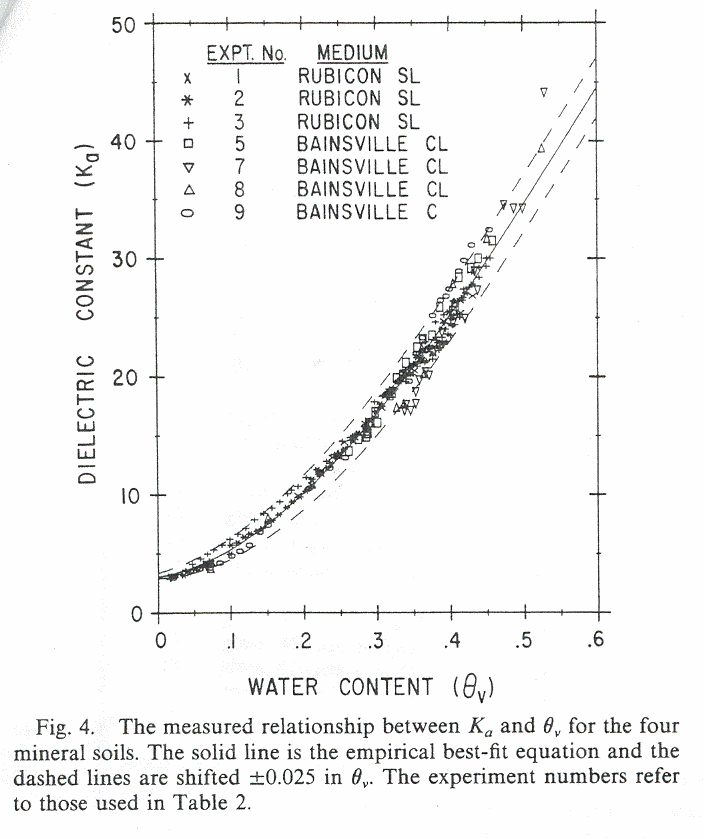 50
EXPT. No. MEDIUM
x 1 RUBICON SL
* 2 RUBICON SL
+ 3 RUBICON SL
□ 5 BAINSVILLE CL
▽ 7 BAINSVILLE CL
△ 8 BAINSVILLE CL
○ 9 BAINSVILLE C
40
30
20
10
0
DIELECTRIC CONSTANT (Ka)
0 .1 .2 .3 .4 .5 .6
WATER CONTENT (θv)
Fig. 4. The measured relationship between Ka and θv for the four
mineral soils. The solid line is the empirical best-fit equation and the
dashed lines are shifted ±0.025 in θv. The experiment numbers refer
to those used in Table 2.